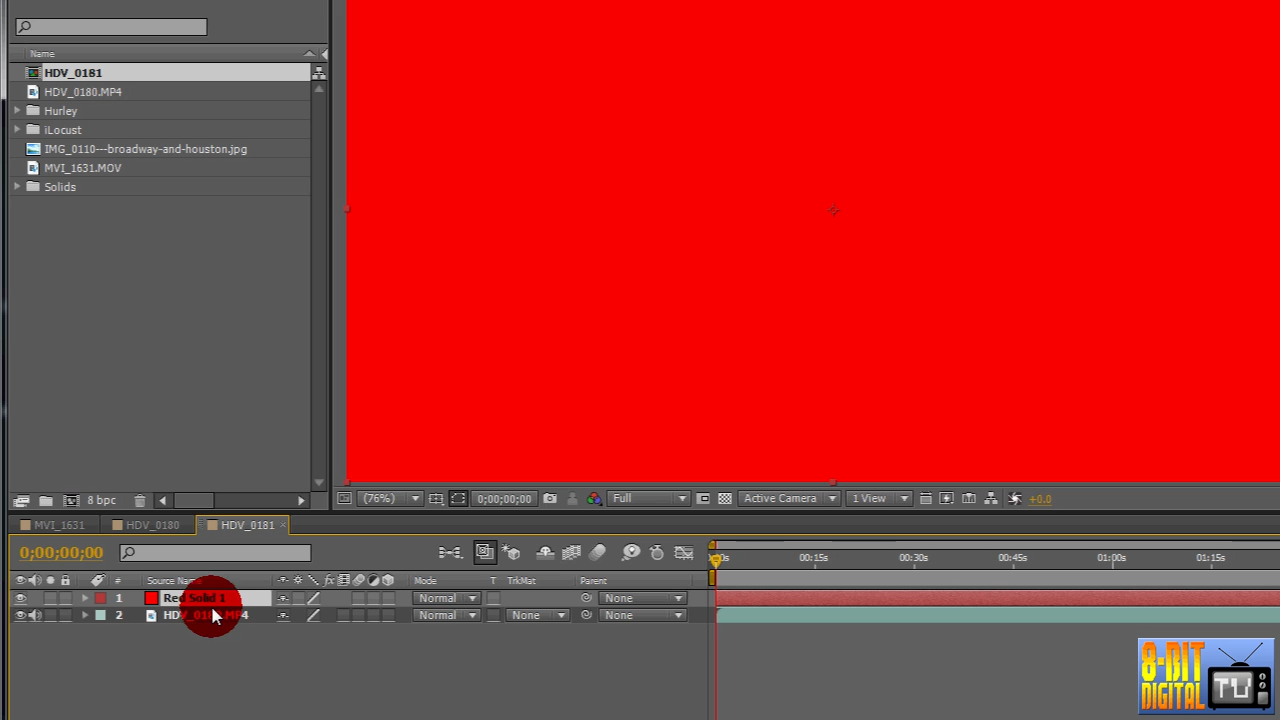 Name
HDV_0181
HDV_0180.MP4
Hurley
iLocust
IMG_0110---broadway-and-houston.jpg
MVI_1631.MOV
Solids
8 bpc
(76%) 0;00;00;00 Full Active Camera 1 View +0.0
MVI_1631 HDV_0180 HDV_0181
0;00;00;00
00s 00:15s 00:30s 00:45s 01:00s 01:15s
# Source Name fx Mode T TrkMat Parent
1 Red Solid 1 Normal None
2 Normal None None
8-BIT
DIGITAL
TV